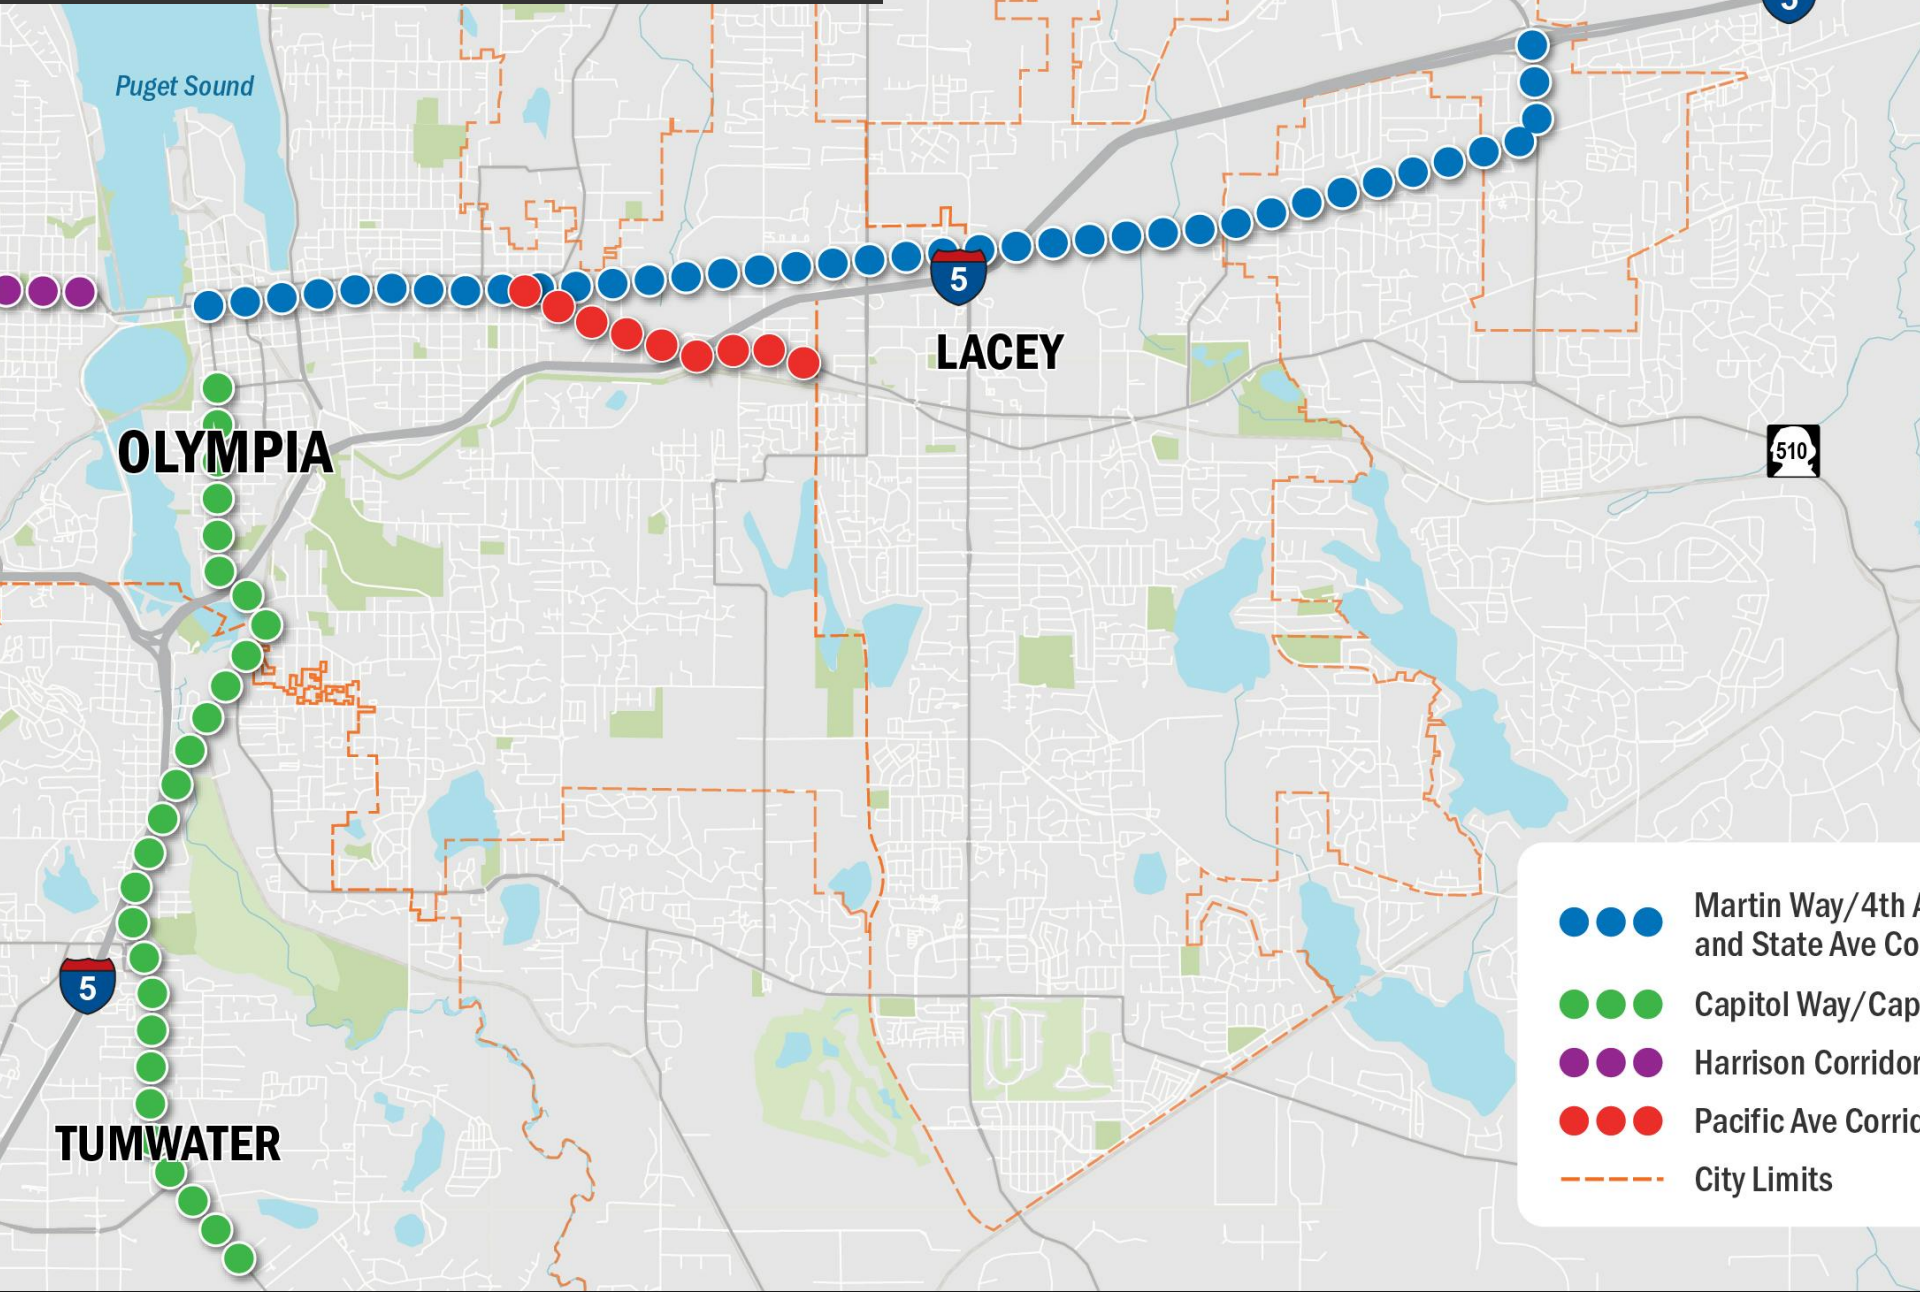 5
Puget Sound
5
LACEY
OLYMPIA
510
5
TUMWATER
Martin Way/4th A
and State Ave Co
Capitol Way/Cap
Harrison Corridor
Pacific Ave Corric
City Limits